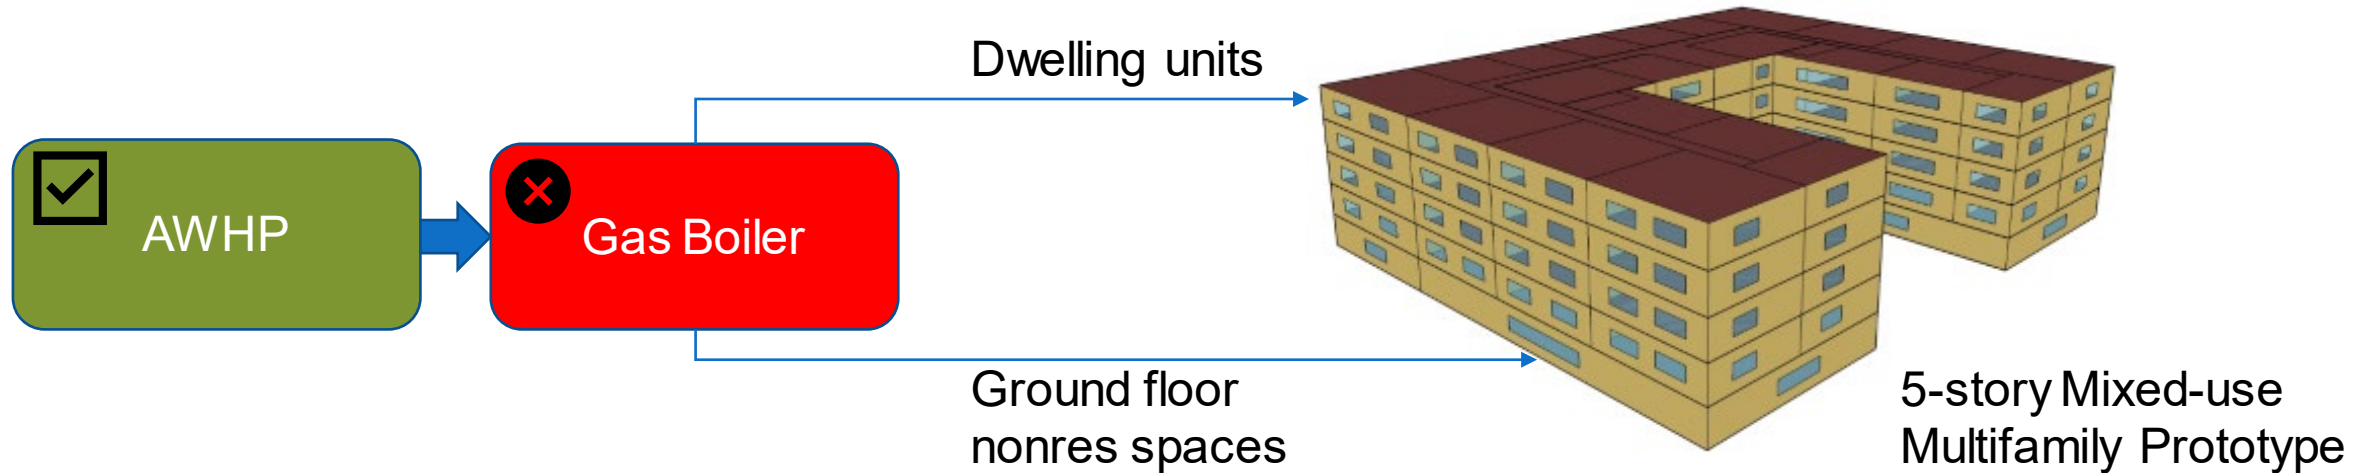 Dwelling units
AWHP
Gas Boiler
Ground floor
nonres spaces
5-story Mixed-use
Multifamily Prototype